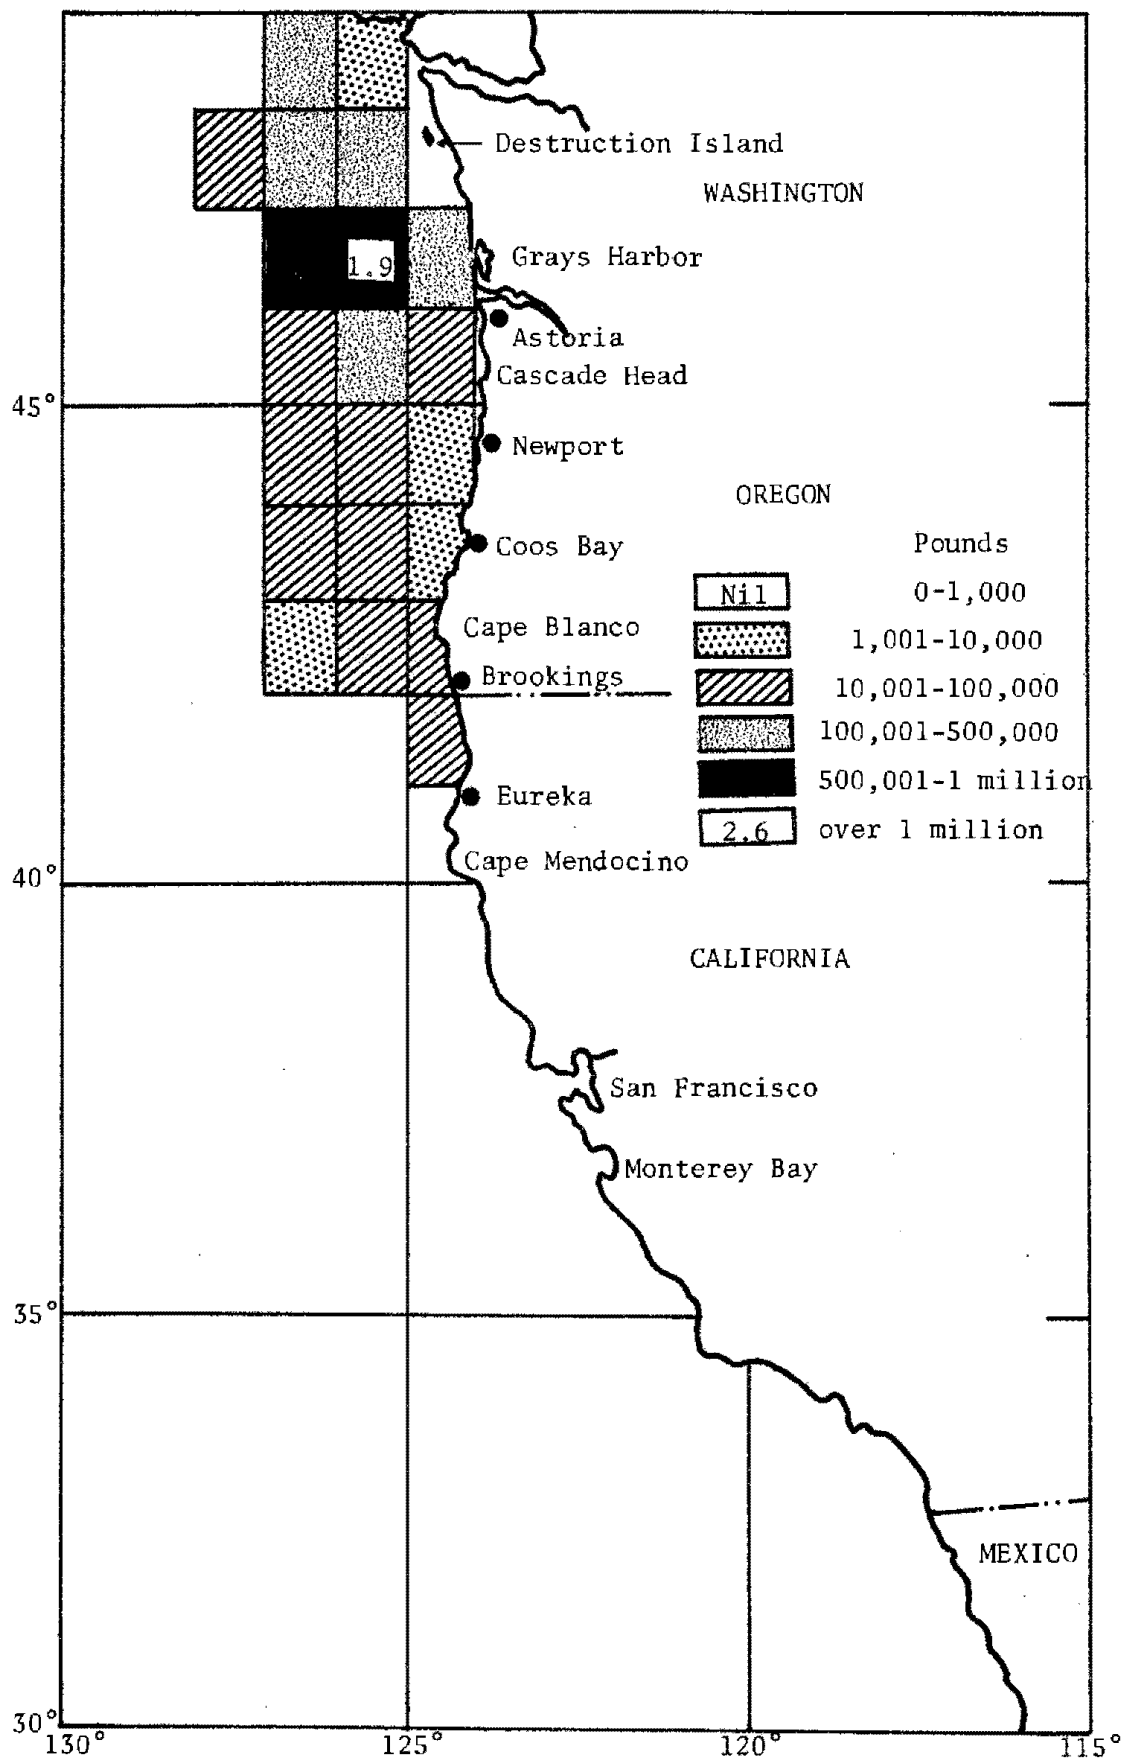 Destruction Island
WASHINGTON
1.9
Grays Harbor
Astoria
Cascade Head
45°
Newport
OREGON
Coos Bay
Pounds
Nil 0-1,000
Cape Blanco
1,001-10,000
Brookings
10,001-100,000
100,001-500,000
500,001-1 million
Eureka
2.6 over 1 million
Cape Mendocino
40°
CALIFORNIA
San Francisco
Monterey Bay
35°
MEXICO
30°
130° 125° 120° 115°